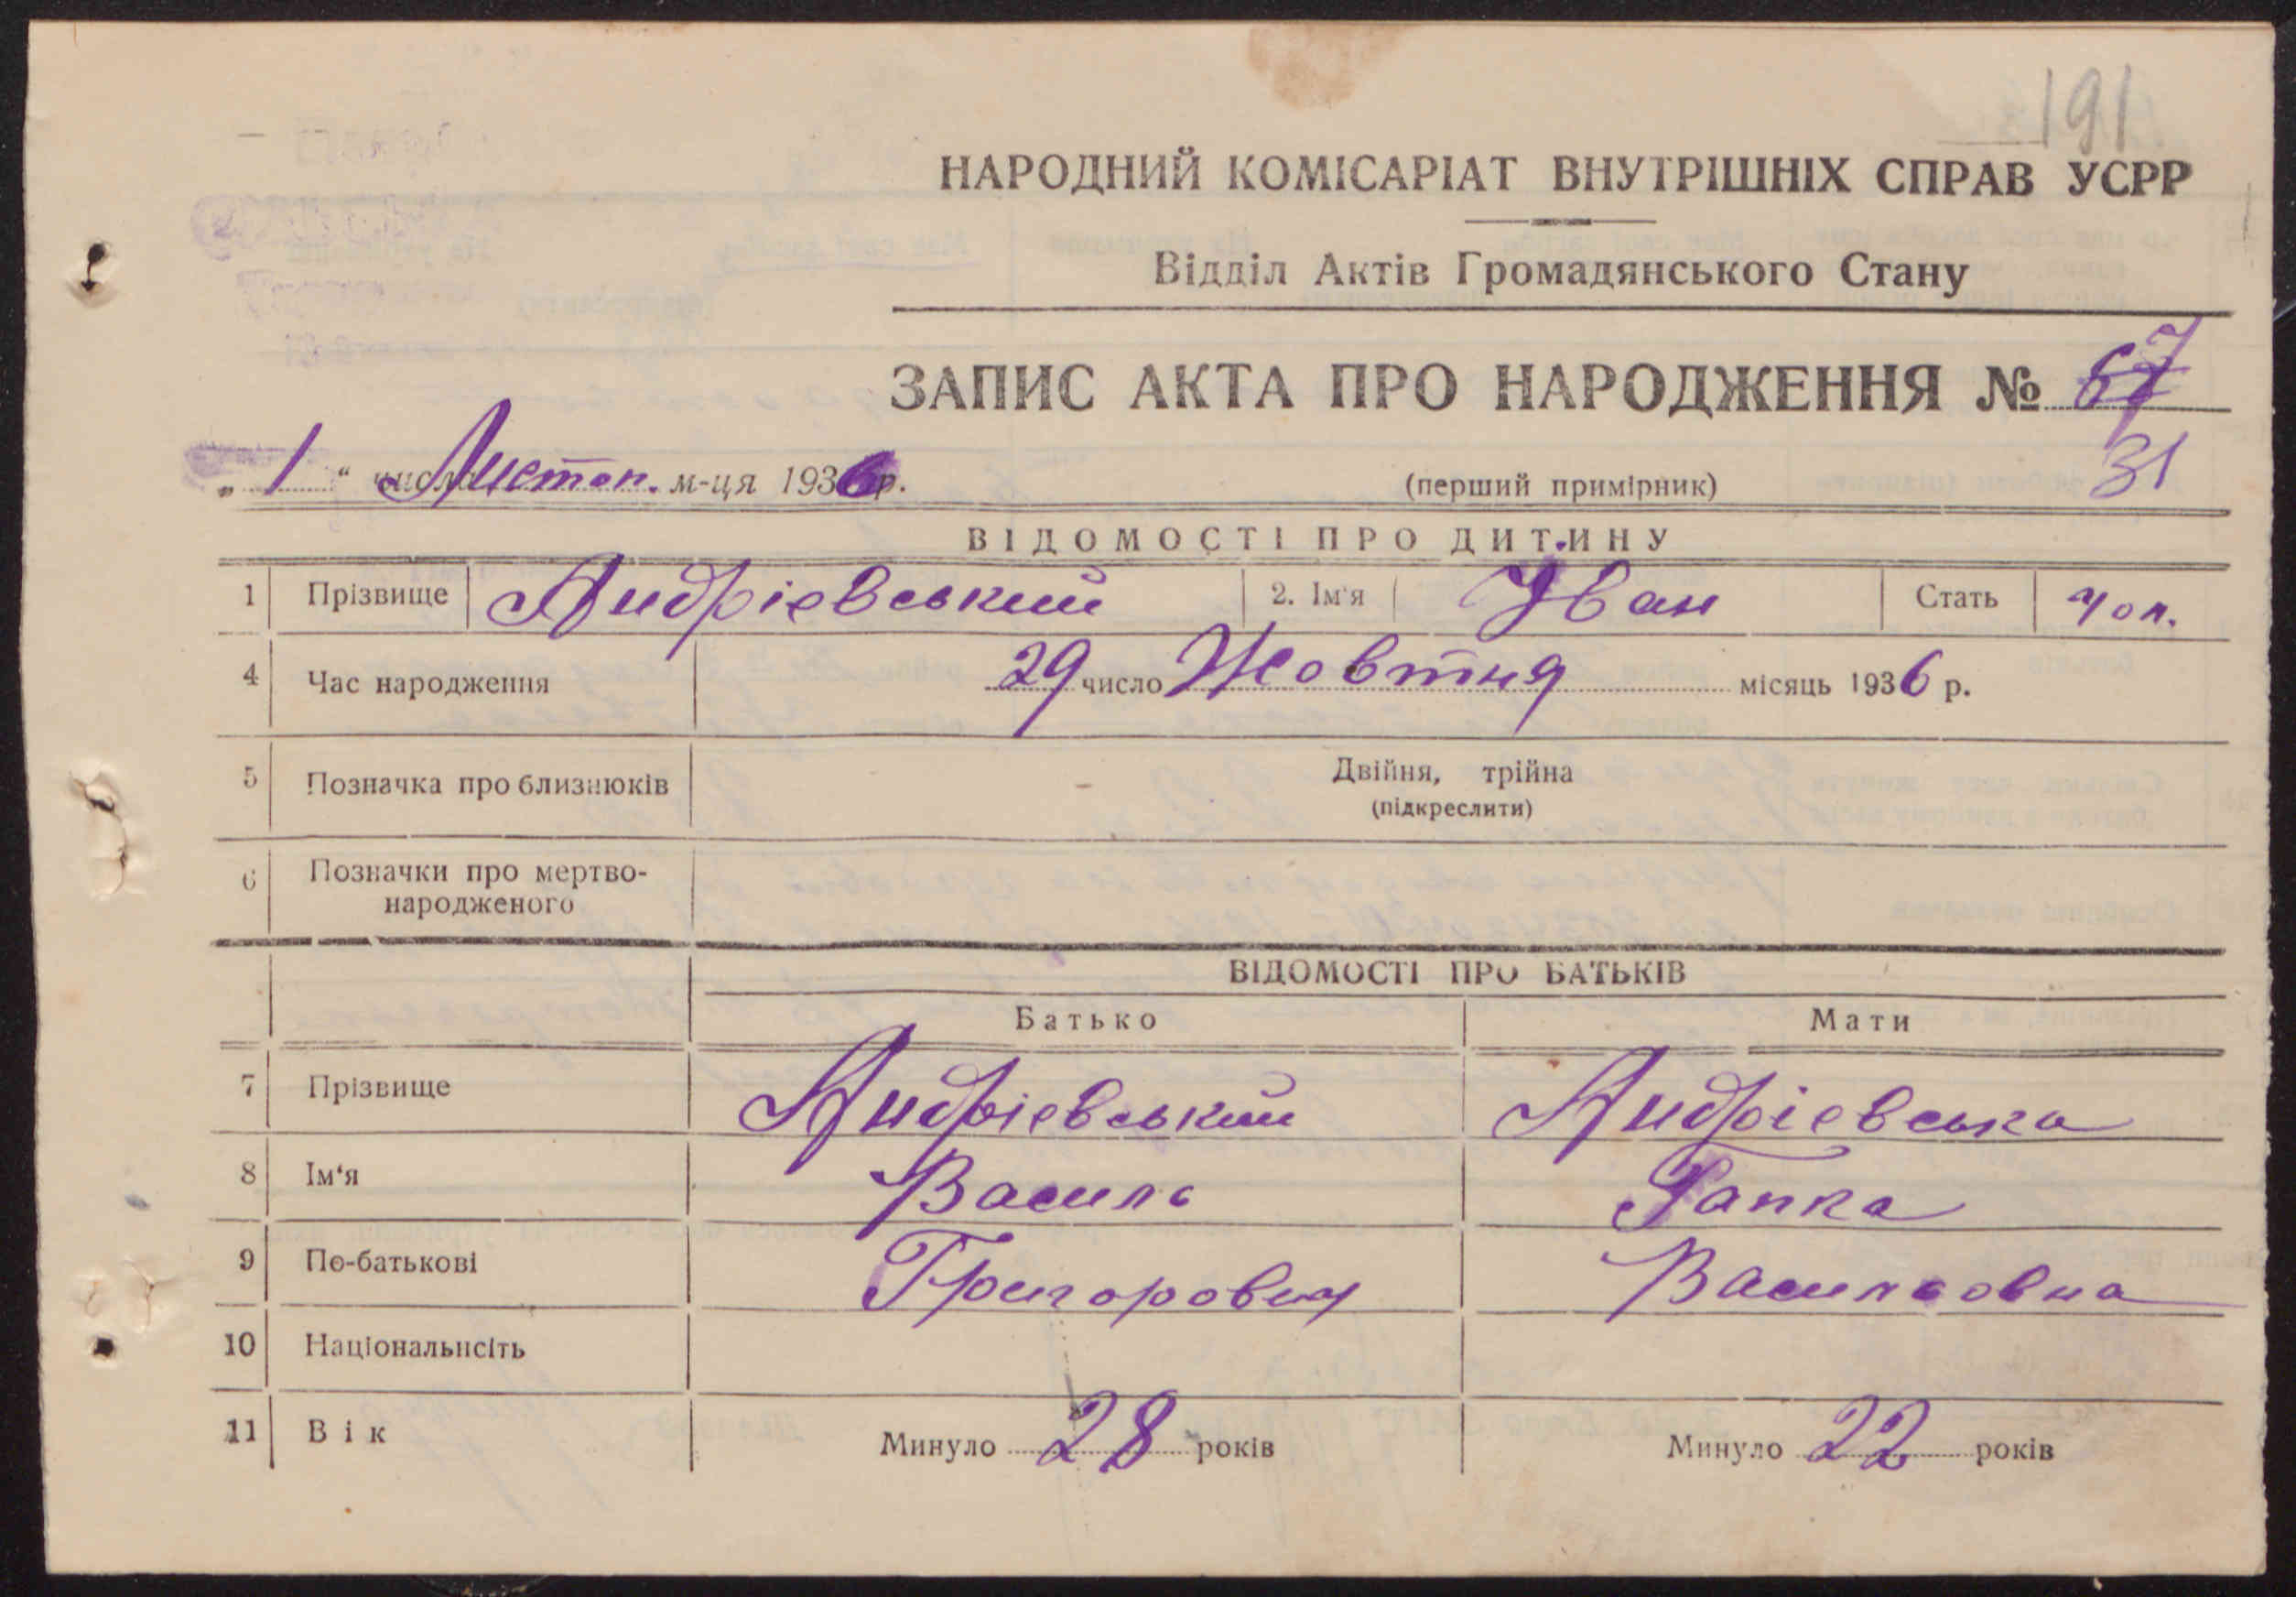 191
НАРОДНИЙ КОМІСАРІАТ ВНУТРІШНІХ СПРАВ УСРР
Відділ Актів Громадянського Стану
ЗАПИС АКТА ПРО НАРОДЖЕННЯ №
„ 1 “ числа Листоп. м-ця 1936 р. (перший примірник) 31
ВІДОМОСТІ ПРО ДИТИНУ
1 Прізвище Андрієвський 2. Ім'я Іван Стать чол.
4 Час народження 29 число Жовтня місяць 1936 р.
5 Позначка про близнюків Двійня, трійна
(підкреслити)
6 Позначки про мертво-
народженого
ВІДОМОСТІ ПРО БАТЬКІВ
Батько Мати
7 Прізвище Андрієвський Андрієвська
8 Ім'я Василь Гапка
9 По-батькові Григорович Васильовна
10 Національнсіть
11 Вік Минуло 28 років Минуло 22 років